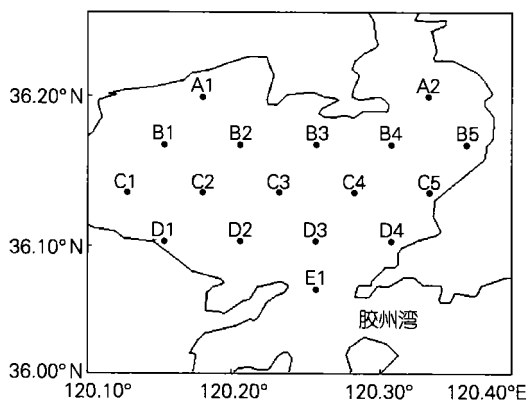 36.20°N
A1
A2
B1
B2
B3
B4
B5
C1
C2
C3
C4
C5
36.10°N
D1
D2
D3
D4
E1
胶州湾
36.00°N
120.10°
120.20°
120.30°
120.40°E